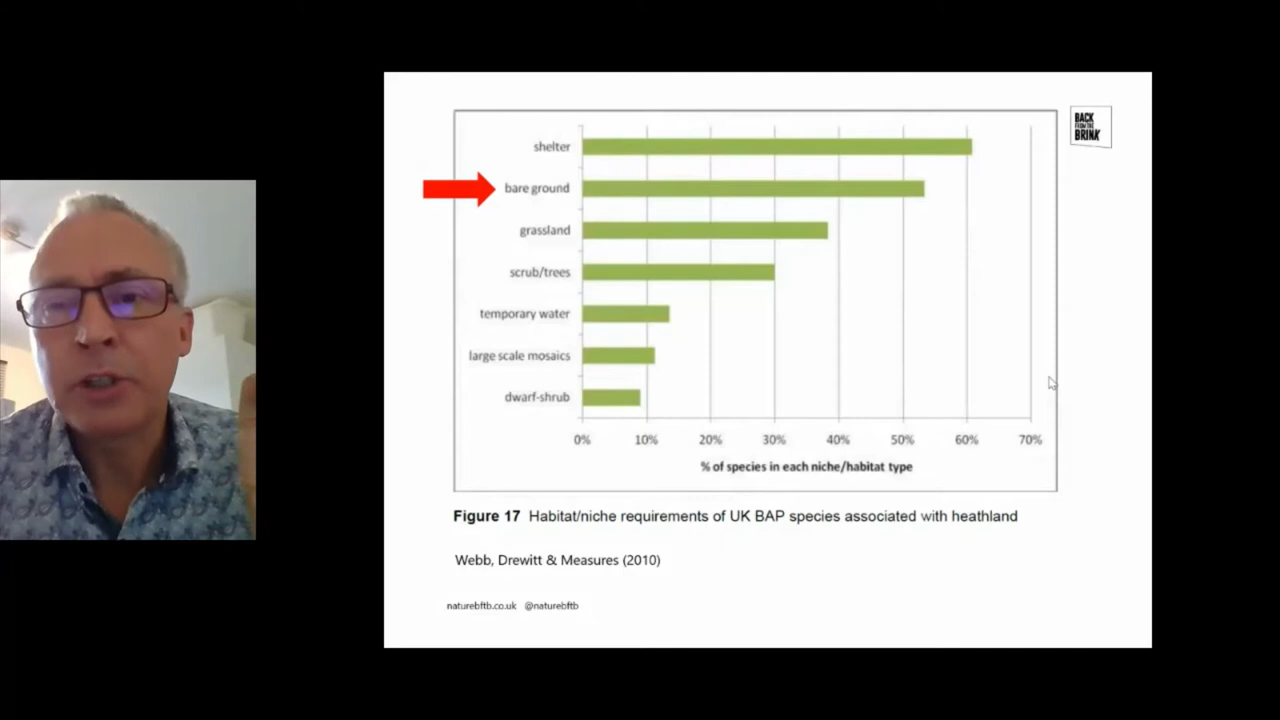 BACK
FROM THE
BRINK
shelter
bare ground
grassland
scrub/trees
temporary water
large scale mosaics
dwarf-shrub
0% 10% 20% 30% 40% 50% 60% 70%
% of species in each niche/habitat type
Figure 17 Habitat/niche requirements of UK BAP species associated with heathland
Webb, Drewitt & Measures (2010)
naturebftb.co.uk @naturebftb